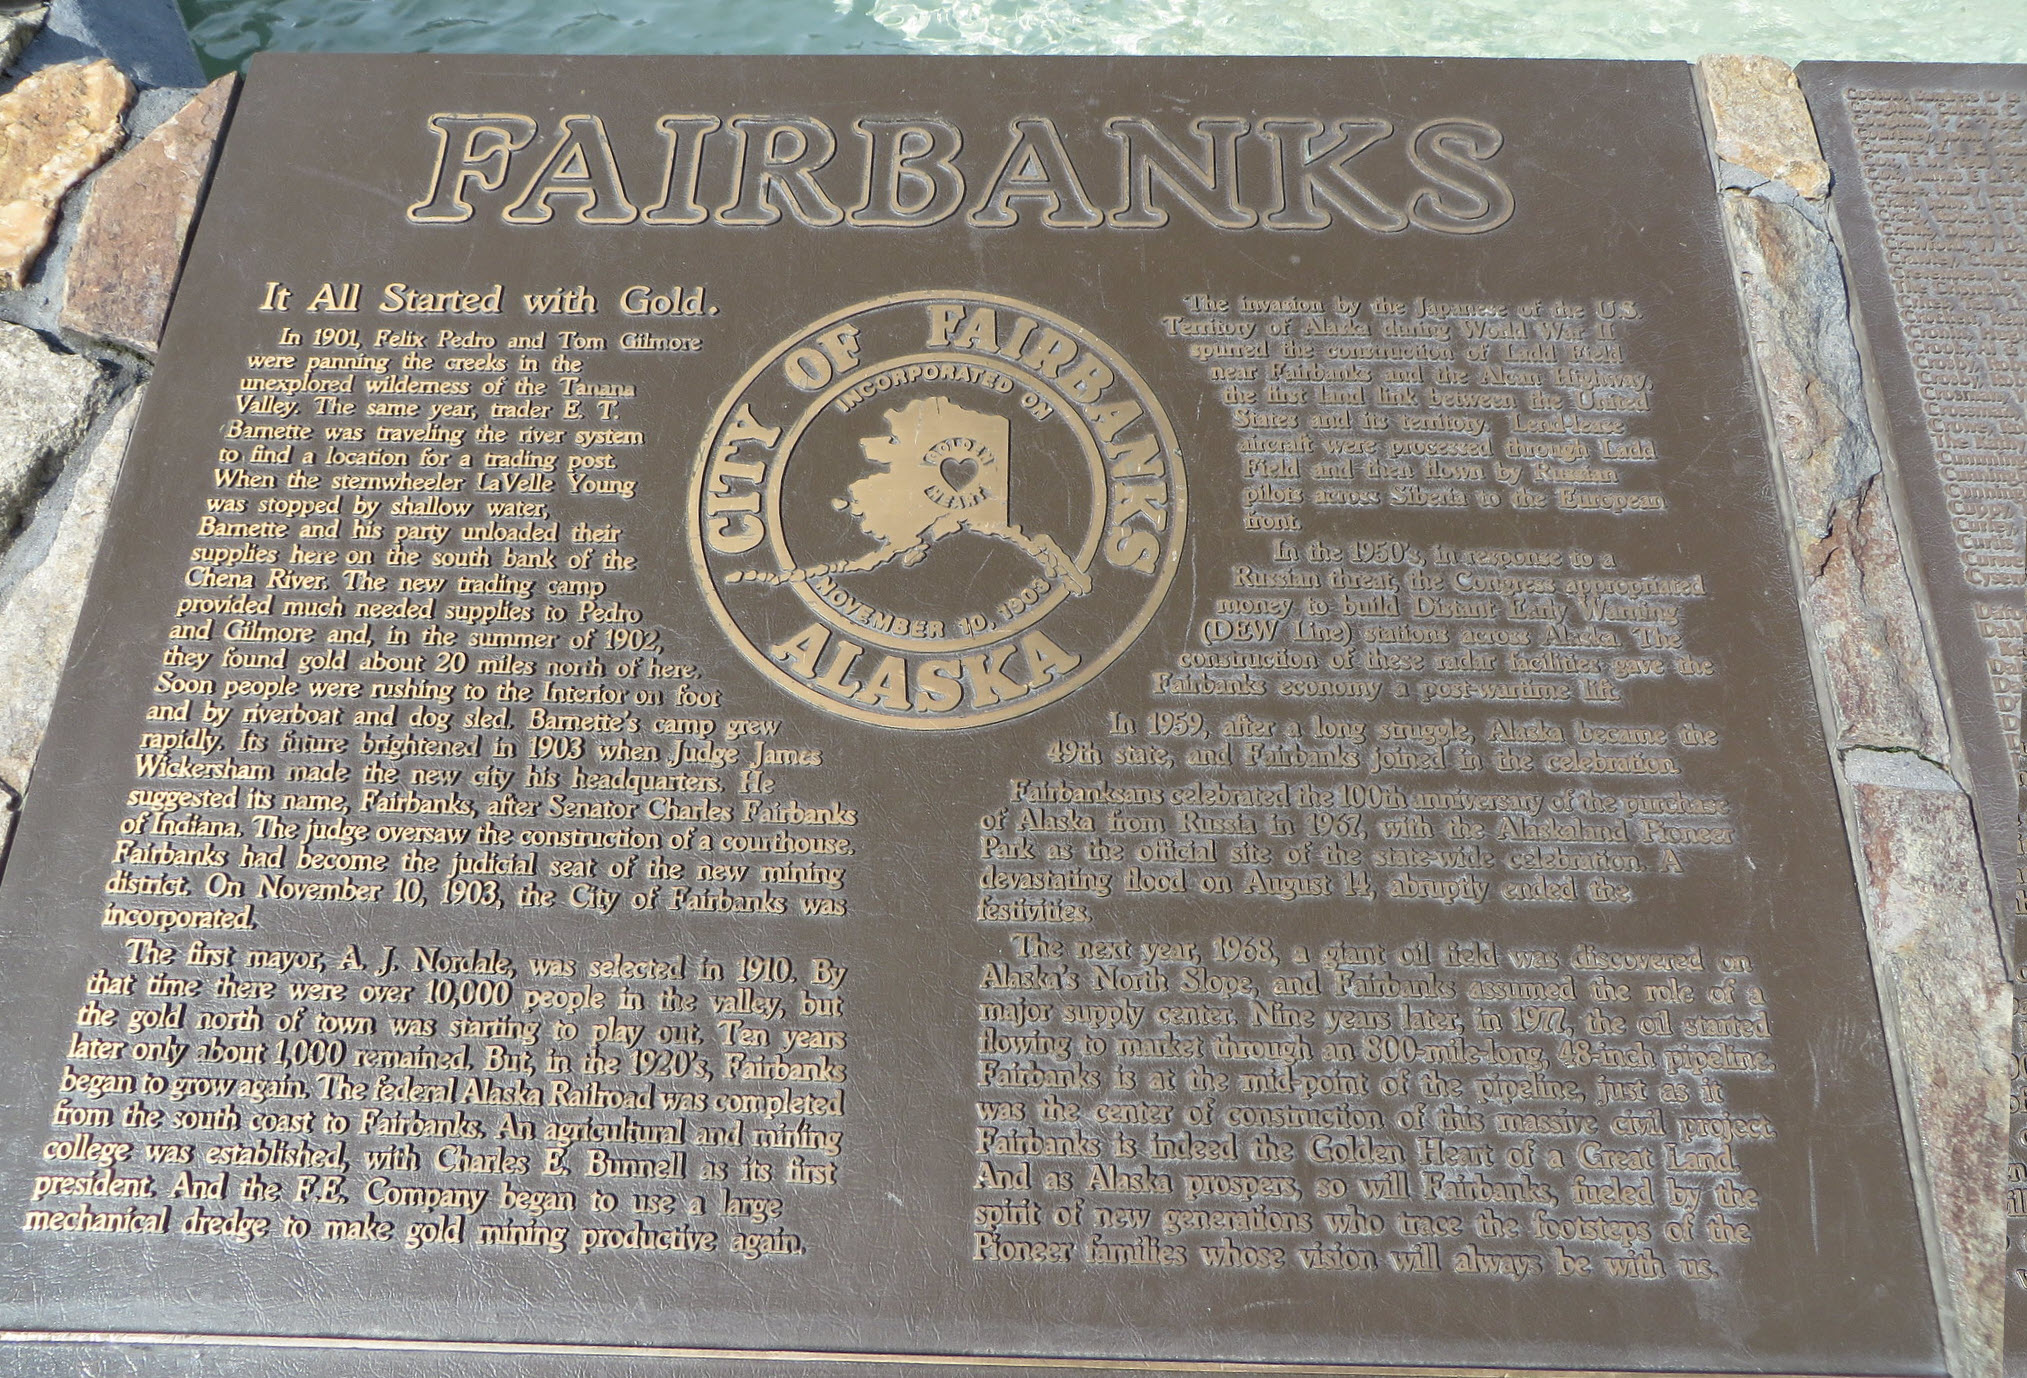 FAIRBANKS
It All Started with Gold.
In 1901, Felix Pedro and Tom Gilmore
were panning the creeks in the
unexplored wilderness of the Tanana
Valley. The same year, trader E. T.
Barnette was traveling the river system
to find a location for a trading post.
When the sternwheeler LaVelle Young
was stopped by shallow water,
Barnette and his party unloaded their
supplies here on the south bank of the
Chena River. The new trading camp
provided much needed supplies to Pedro
and Gilmore and, in the summer of 1902,
they found gold about 20 miles north of here.
Soon people were rushing to the Interior on foot
and by riverboat and dog sled. Barnette's camp grew
rapidly. Its future brightened in 1903 when Judge James
Wickersham made the new city his headquarters. He
suggested its name, Fairbanks, after Senator Charles Fairbanks
of Indiana. The judge oversaw the construction of a courthouse.
Fairbanks had become the judicial seat of the new mining
district. On November 10, 1903, the City of Fairbanks was
incorporated.
The first mayor, A. J. Nordale, was selected in 1910. By
that time there were over 10,000 people in the valley, but
the gold north of town was starting to play out. Ten years
later only about 1,000 remained. But, in the 1920's, Fairbanks
began to grow again. The federal Alaska Railroad was completed
from the south coast to Fairbanks. An agricultural and mining
college was established, with Charles E. Bunnell as its first
president. And the F.E. Company began to use a large
mechanical dredge to make gold mining productive again.
CITY OF FAIRBANKS
INCORPORATED ON
GOLDEN
HEART
NOVEMBER 10, 1903
ALASKA
The invasion by the Japanese of the U.S.
Territory of Alaska during World War II
spurred the construction of Ladd Field
near Fairbanks and the Alcan Highway,
the first land link between the United
States and its territory. Lend-lease
aircraft were processed through Ladd
Field and then flown by Russian
pilots across Siberia to the European
front.
In the 1950's, in response to a
Russian threat, the Congress appropriated
money to build Distant Early Warning
(DEW Line) stations across Alaska. The
construction of these radar facilities gave the
Fairbanks economy a post-wartime lift.
In 1959, after a long struggle, Alaska became the
49th state, and Fairbanks joined in the celebration.
Fairbanksans celebrated the 100th anniversary of the purchase
of Alaska from Russia in 1967, with the Alaskaland Pioneer
Park as the official site of the state-wide celebration. A
devastating flood on August 14, abruptly ended the
festivities.
The next year, 1968, a giant oil field was discovered on
Alaska's North Slope, and Fairbanks assumed the role of a
major supply center. Nine years later, in 1977, the oil started
flowing to market through an 800-mile-long, 48-inch pipeline.
Fairbanks is at the mid-point of the pipeline, just as it
was the center of construction of this massive civil project.
Fairbanks is indeed the Golden Heart of a Great Land.
And as Alaska prospers, so will Fairbanks, fueled by the
spirit of new generations who trace the footsteps of the
Pioneer families whose vision will always be with us.